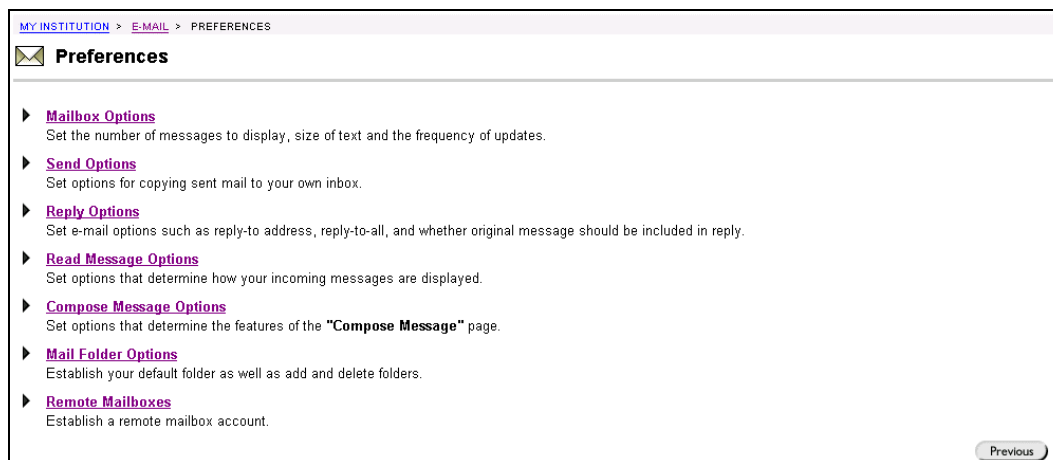 MY INSTITUTION > E-MAIL > PREFERENCES
Preferences
Mailbox Options
Set the number of messages to display, size of text and the frequency of updates.
Send Options
Set options for copying sent mail to your own inbox.
Reply Options
Set e-mail options such as reply-to address, reply-to-all, and whether original message should be included in reply.
Read Message Options
Set options that determine how your incoming messages are displayed.
Compose Message Options
Set options that determine the features of the "Compose Message" page.
Mail Folder Options
Establish your default folder as well as add and delete folders.
Remote Mailboxes
Establish a remote mailbox account.
Previous